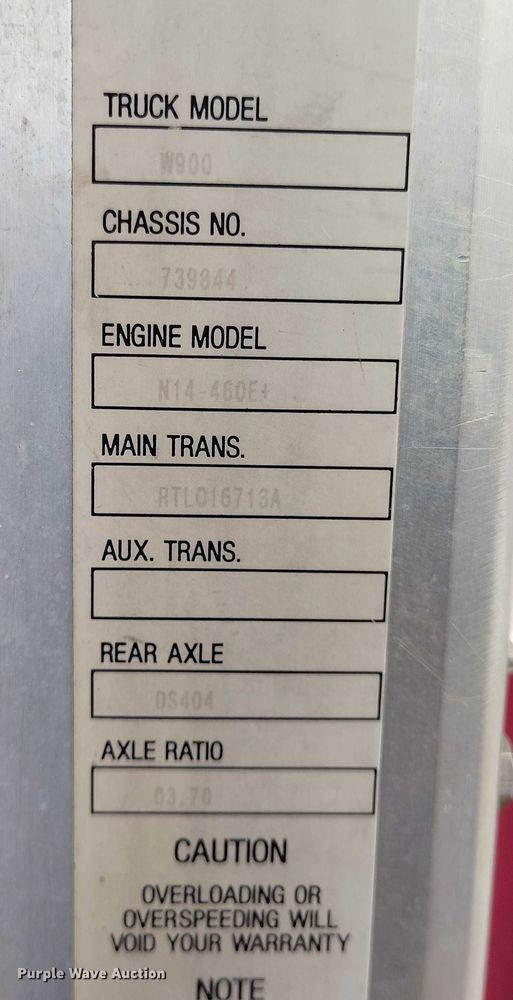 TRUCK MODEL
W900
CHASSIS NO.
739844
ENGINE MODEL
N14-460E+
MAIN TRANS.
RTLO16713A
AUX. TRANS.
REAR AXLE
DS404
AXLE RATIO
03.70
CAUTION
OVERLOADING OR
OVERSPEEDING WILL
VOID YOUR WARRANTY
NOTE
Purple Wave Auction